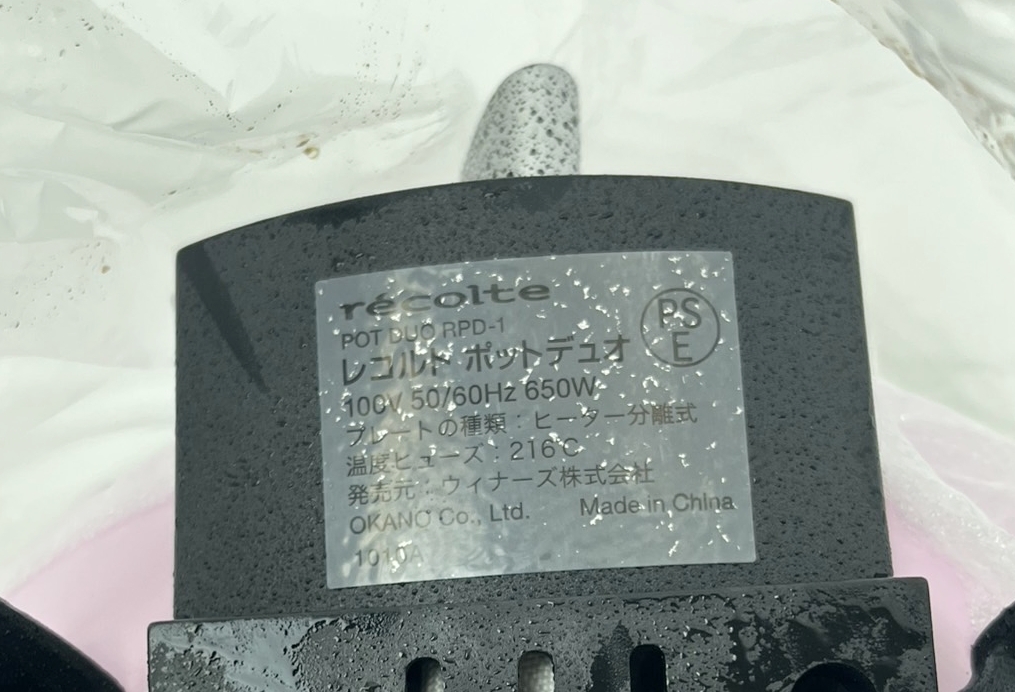 récolte
POT DUO RPD-1
PS
E
レコルト ポットデュオ
100V 50/60Hz 650W
プレートの種類：ヒーター分離式
温度ヒューズ：216℃
発売元：ウィナーズ株式会社
OKANO Co., Ltd. Made in China